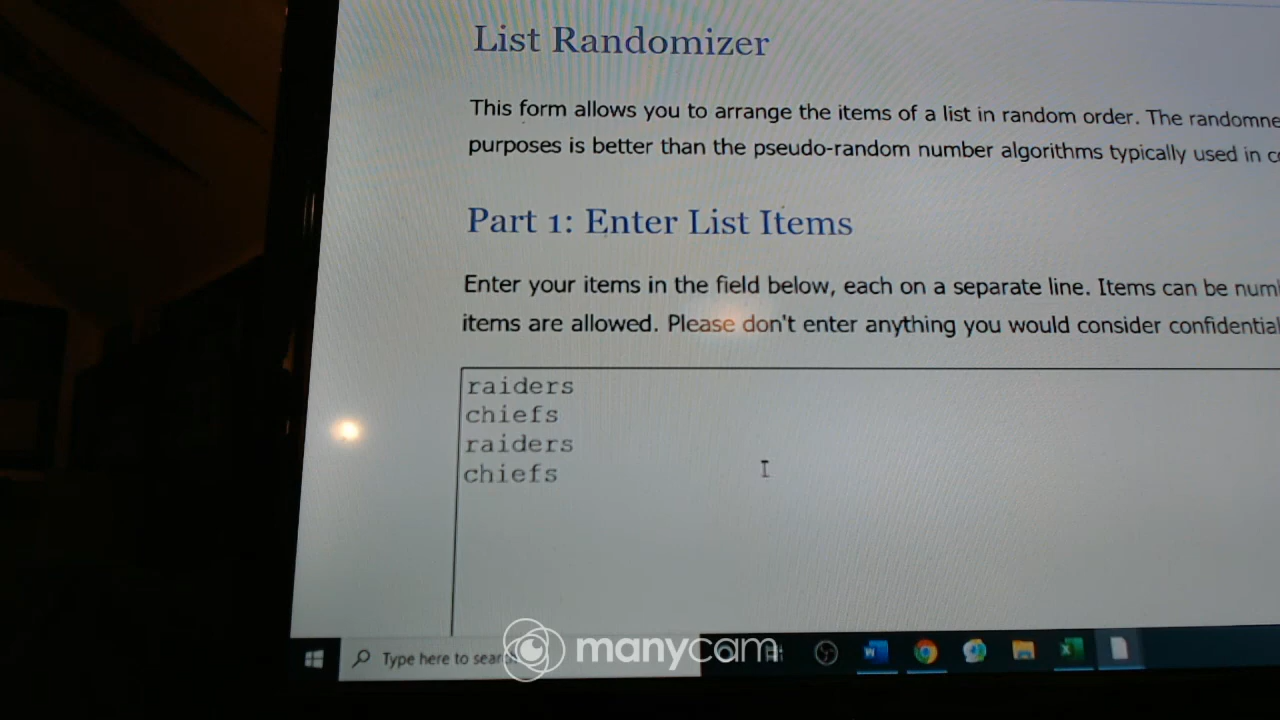 List Randomizer
This form allows you to arrange the items of a list in random order. The randomne
purposes is better than the pseudo-random number algorithms typically used in co
Part 1: Enter List Items
Enter your items in the field below, each on a separate line. Items can be num
items are allowed. Please don't enter anything you would consider confidential
raiders
chiefs
raiders
chiefs
Type here to sear
manycam